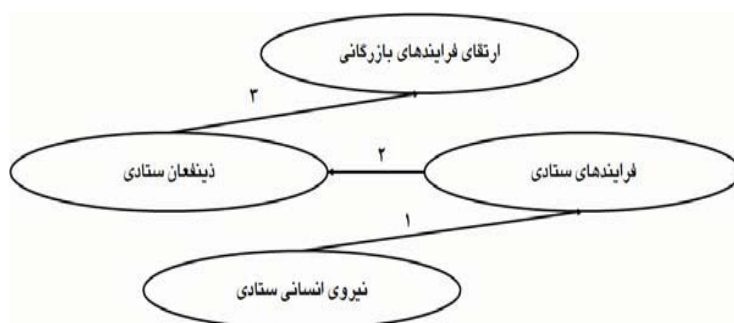 ارتقای فرایندهای بازرگانی
۳
ذینفعان ستادی
۲
فرایندهای ستادی
۱
نیروی انسانی ستادی